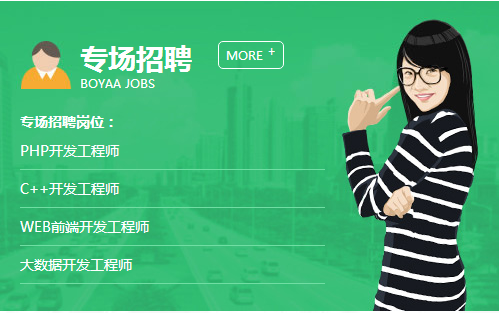 专场招聘
MORE +
BOYAA JOBS
专场招聘岗位：
PHP开发工程师
C++开发工程师
WEB前端开发工程师
大数据开发工程师